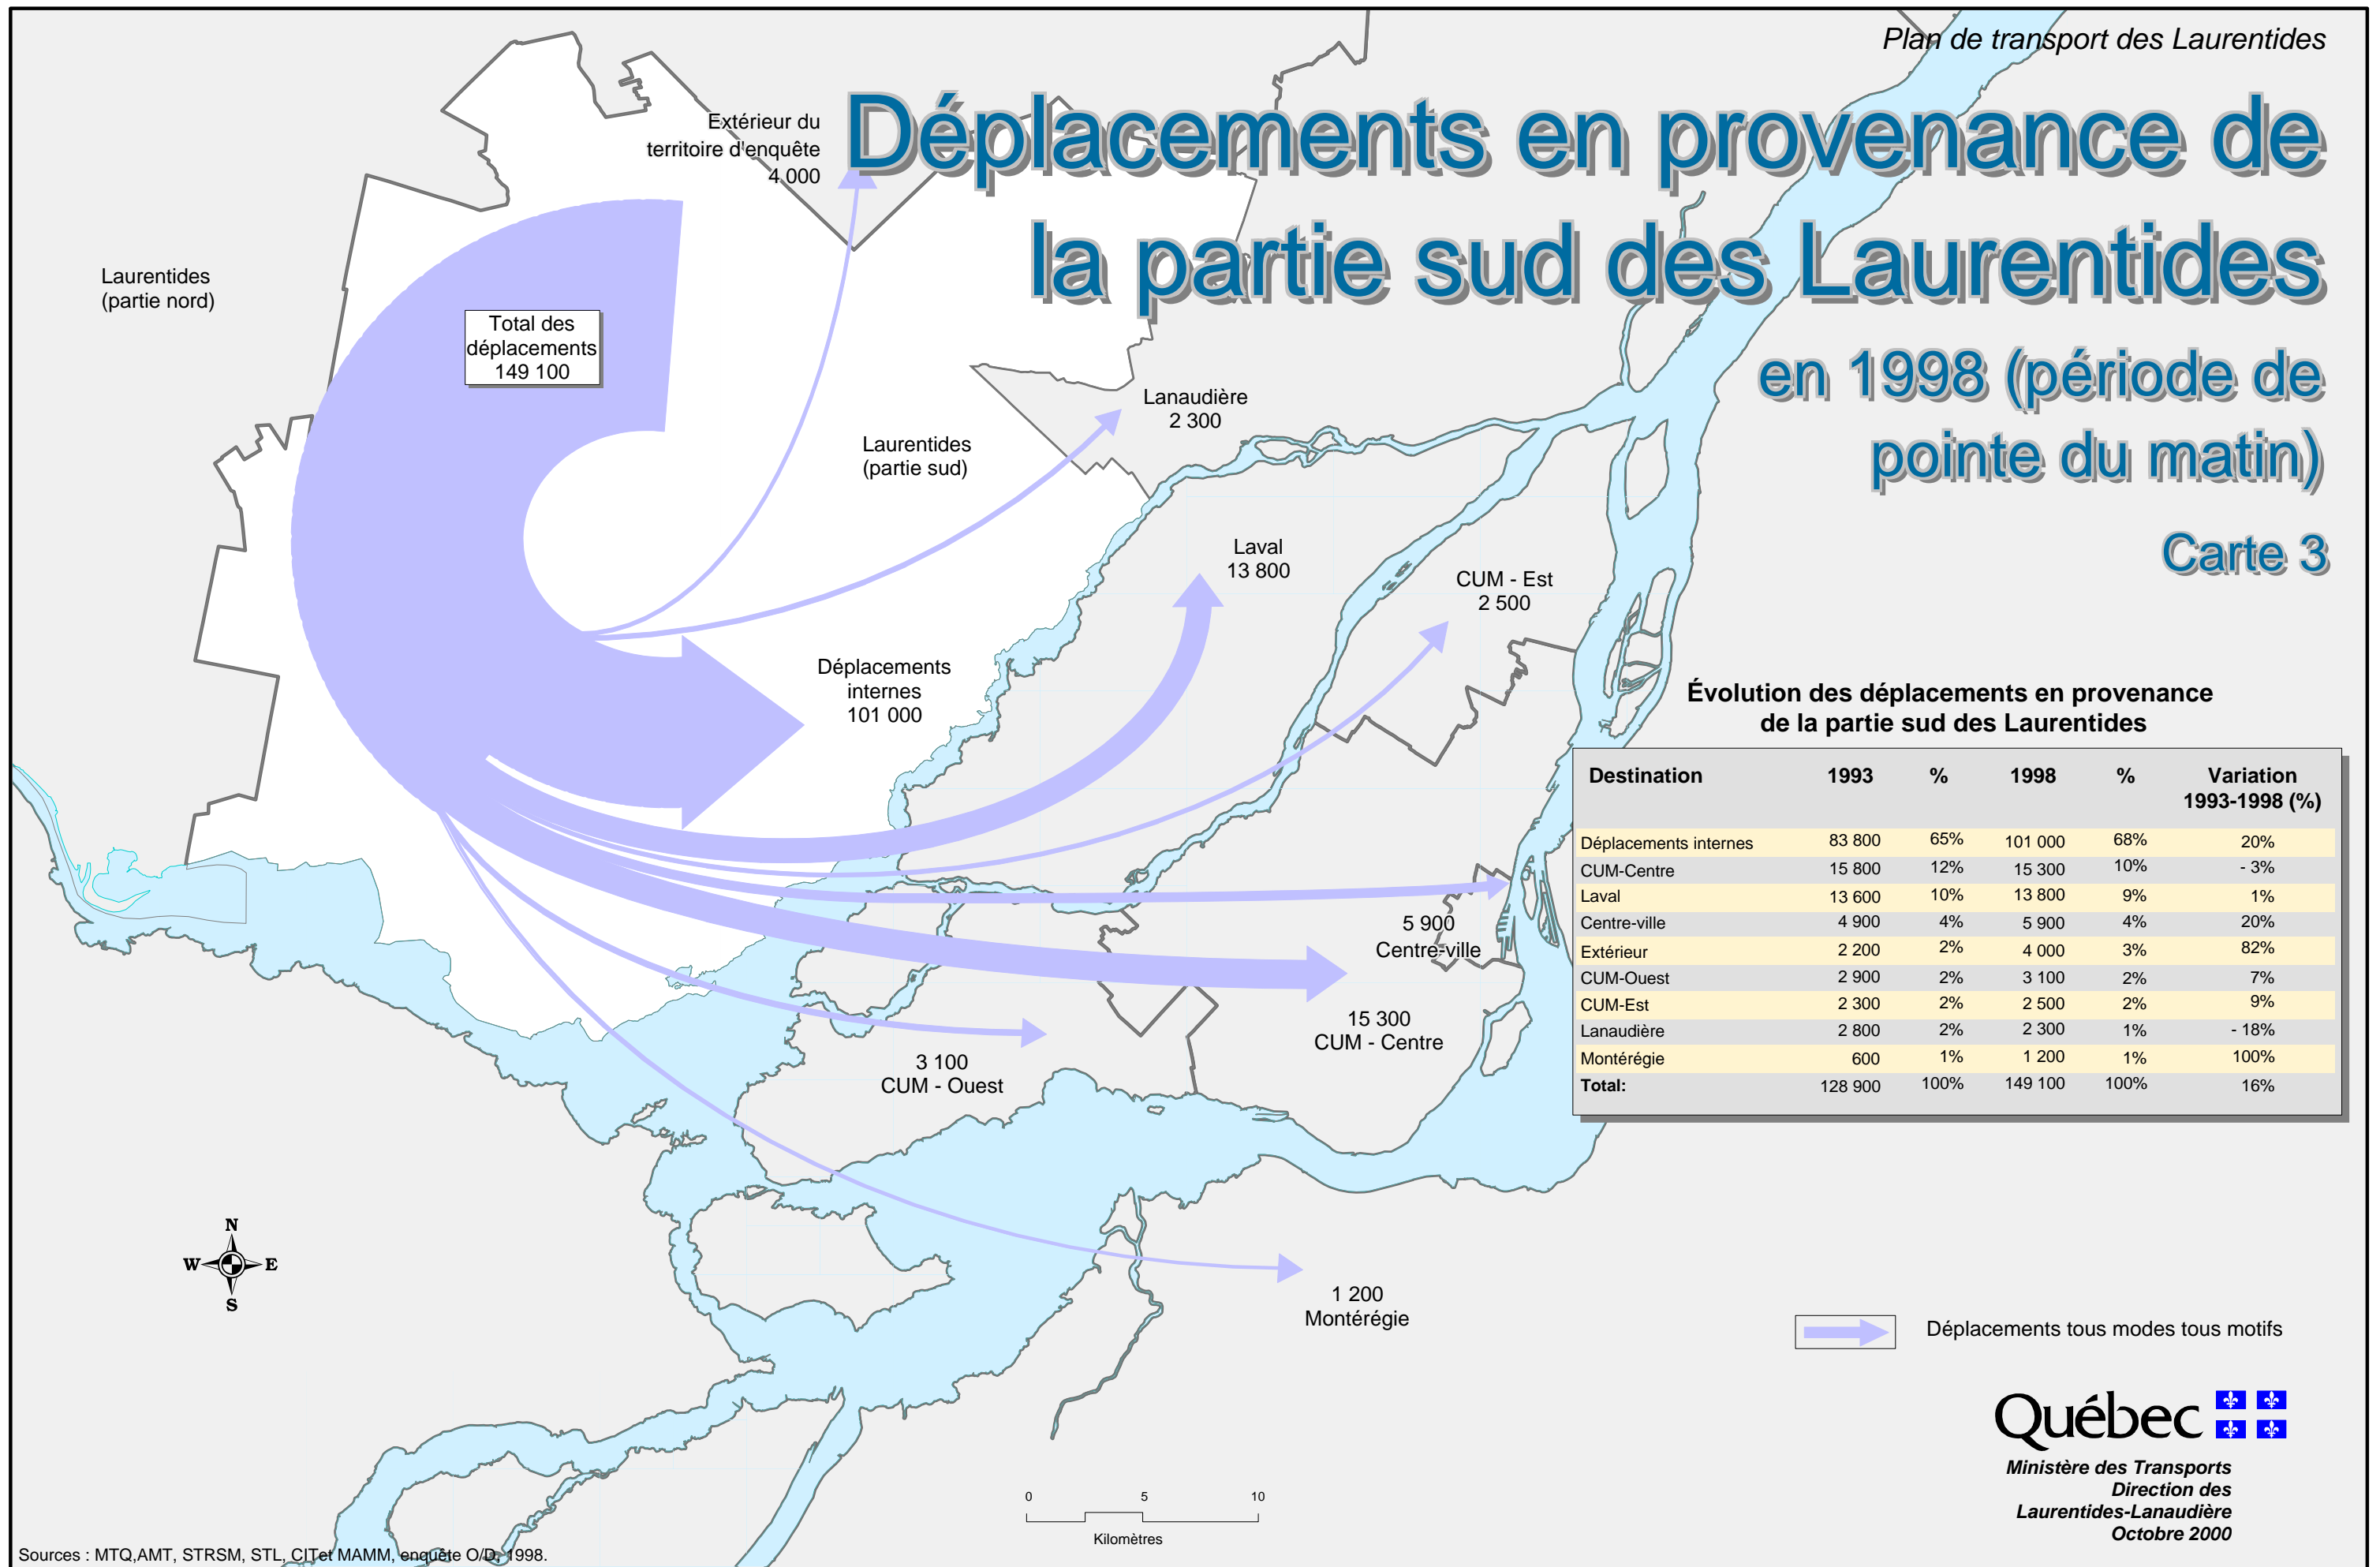 Plan de transport des Laurentides
Déplacements en provenance de
la partie sud des Laurentides
en 1998 (période de
pointe du matin)
Carte 3
Extérieur du
territoire d'enquête
4 000
Laurentides
(partie nord)
Total des
déplacements
149 100
Lanaudière
2 300
Laurentides
(partie sud)
Laval
13 800
CUM - Est
2 500
Déplacements
internes
101 000
5 900
Centre-ville
15 300
CUM - Centre
3 100
CUM - Ouest
1 200
Montérégie
Évolution des déplacements en provenance
de la partie sud des Laurentides
Destination 1993 % 1998 % Variation
1993-1998 (%)
Déplacements internes 83 800 65% 101 000 68% 20%
CUM-Centre 15 800 12% 15 300 10% - 3%
Laval 13 600 10% 13 800 9% 1%
Centre-ville 4 900 4% 5 900 4% 20%
Extérieur 2 200 2% 4 000 3% 82%
CUM-Ouest 2 900 2% 3 100 2% 7%
CUM-Est 2 300 2% 2 500 2% 9%
Lanaudière 2 800 2% 2 300 1% - 18%
Montérégie 600 1% 1 200 1% 100%
Total: 128 900 100% 149 100 100% 16%
N
W E
S
Déplacements tous modes tous motifs
Québec
Ministère des Transports
Direction des
Laurentides-Lanaudière
Octobre 2000
0 5 10
Kilomètres
Sources : MTQ,AMT, STRSM, STL, CITet MAMM, enquête O/D, 1998.